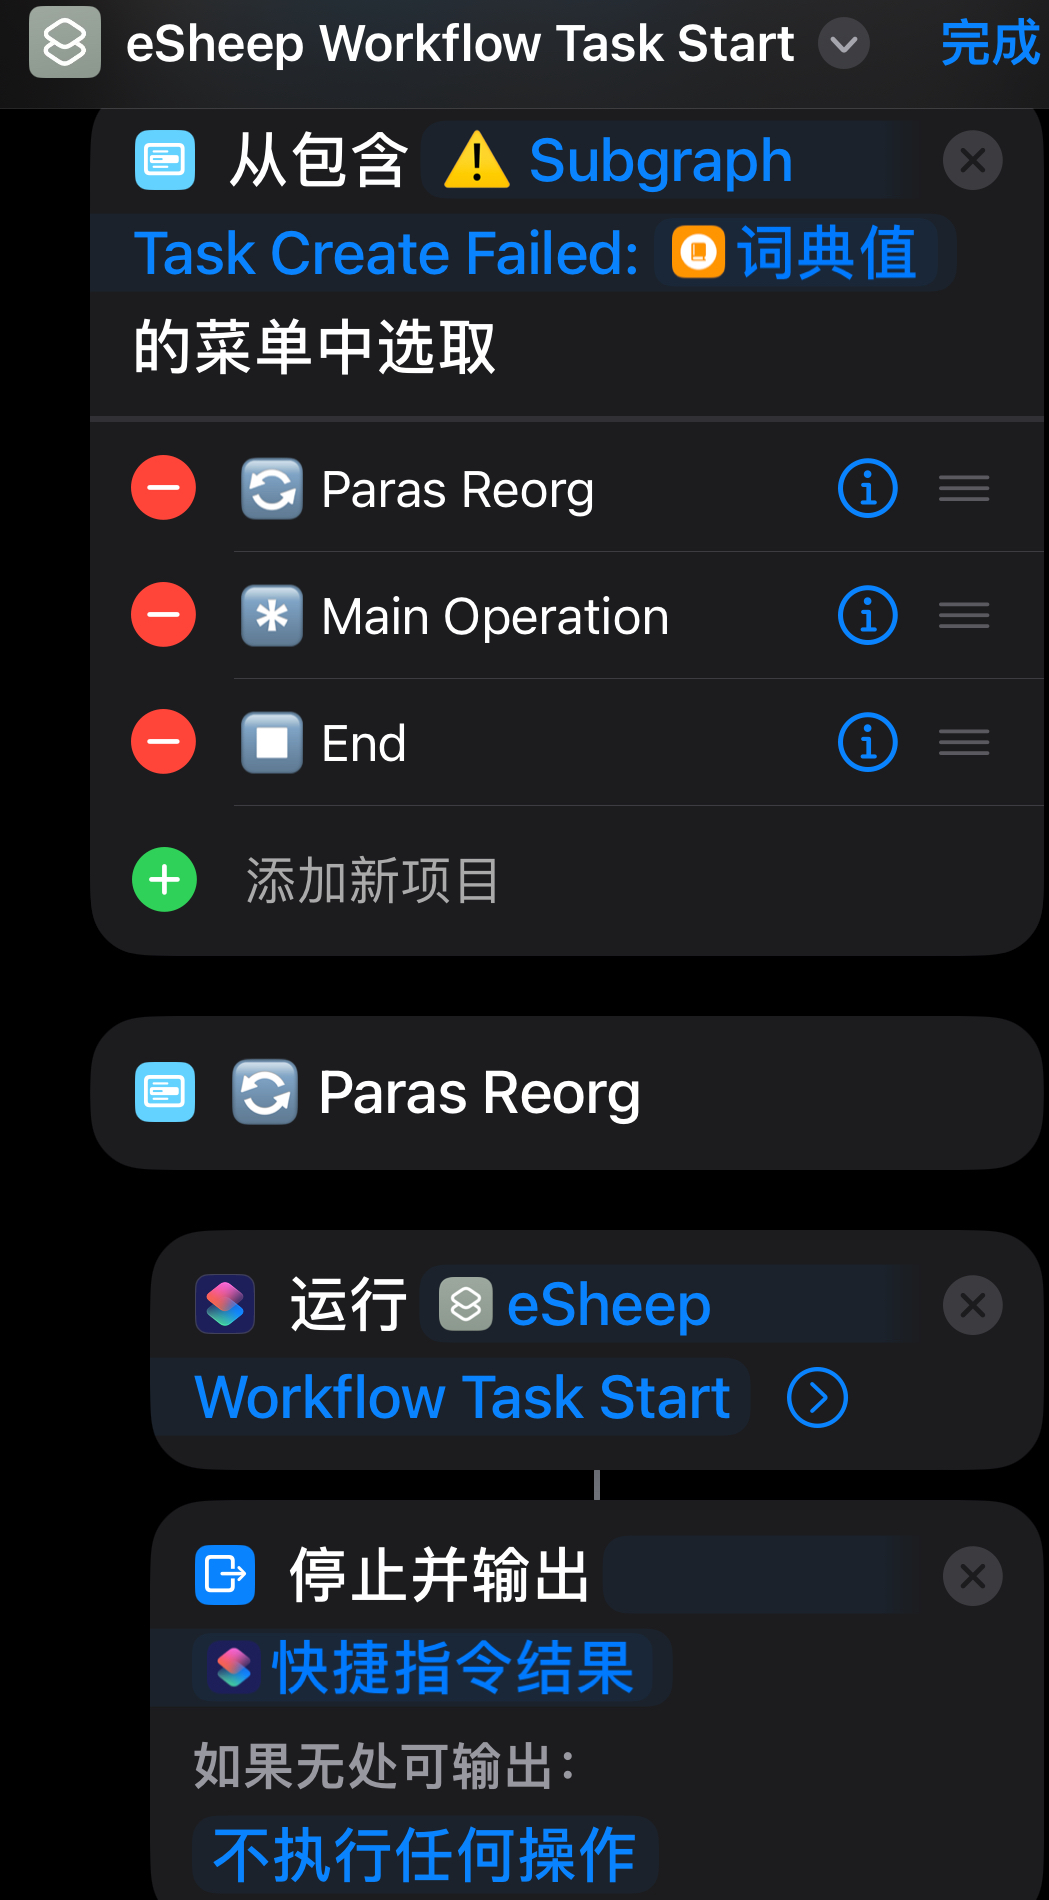 eSheep Workflow Task Start
完成
从包含 ⚠️ Subgraph
Task Create Failed: 词典值
的菜单中选取
🔄 Paras Reorg
*️⃣ Main Operation
⏹️ End
添加新项目
🔄 Paras Reorg
运行 eSheep
Workflow Task Start
停止并输出
快捷指令结果
如果无处可输出：
不执行任何操作